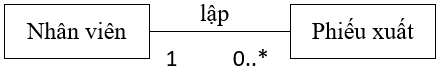 lập
Nhân viên
Phiếu xuất
1
0..*